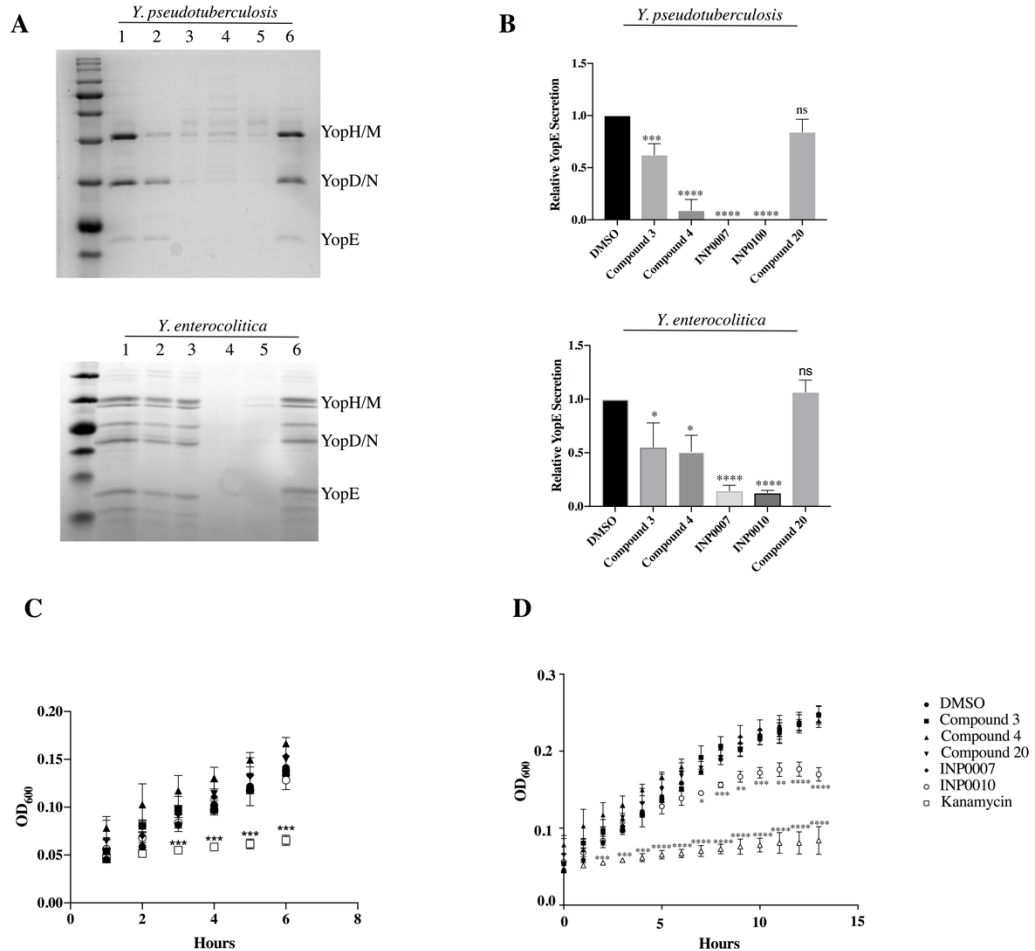 A
Y. pseudotuberculosis
1 2 3 4 5 6
YopH/M
YopD/N
YopE
Y. enterocolitica
1 2 3 4 5 6
YopH/M
YopD/N
YopE
B
Y. pseudotuberculosis
Relative YopE Secretion
1.5
1.0
0.5
0.0
***
****
****
****
ns
DMSO
Compound 3
Compound 4
INP0007
INP0100
Compound 20
Y. enterocolitica
Relative YopE Secretion
1.5
1.0
0.5
0.0
*
*
****
****
ns
DMSO
Compound 3
Compound 4
INP0007
INP0010
Compound 20
C
OD600
0.20
0.15
0.10
0.05
0.00
*** *** *** ***
0 2 4 6 8
Hours
D
OD600
0.3
0.2
0.1
0.0
* *** ** *** ** **** ****
*** *** *** **** **** **** **** **** **** **** **** ****
0 5 10 15
Hours
DMSO
Compound 3
Compound 4
Compound 20
INP0007
INP0010
Kanamycin